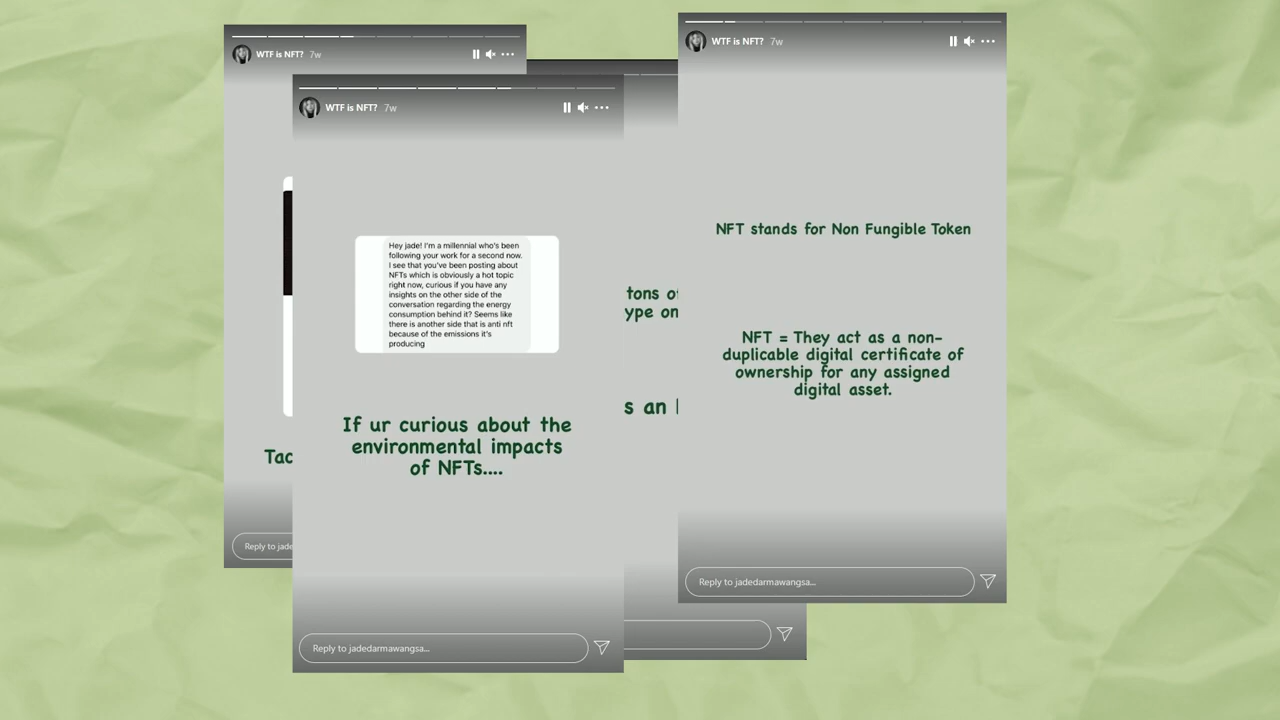 WTF is NFT? 7w
Tac
Reply to jade
WTF is NFT? 7w
Hey jade! I'm a millennial who's been
following your work for a second now.
I see that you've been posting about
NFTs which is obviously a hot topic
right now, curious if you have any
insights on the other side of the
conversation regarding the energy
consumption behind it? Seems like
there is another side that is anti nft
because of the emissions it's
producing
If ur curious about the
environmental impacts
of NFTs....
Reply to jadedarmawangsa...
tons o
ype on
s an
WTF is NFT? 7w
NFT stands for Non Fungible Token
NFT = They act as a non-
duplicable digital certificate of
ownership for any assigned
digital asset.
Reply to jadedarmawangsa...